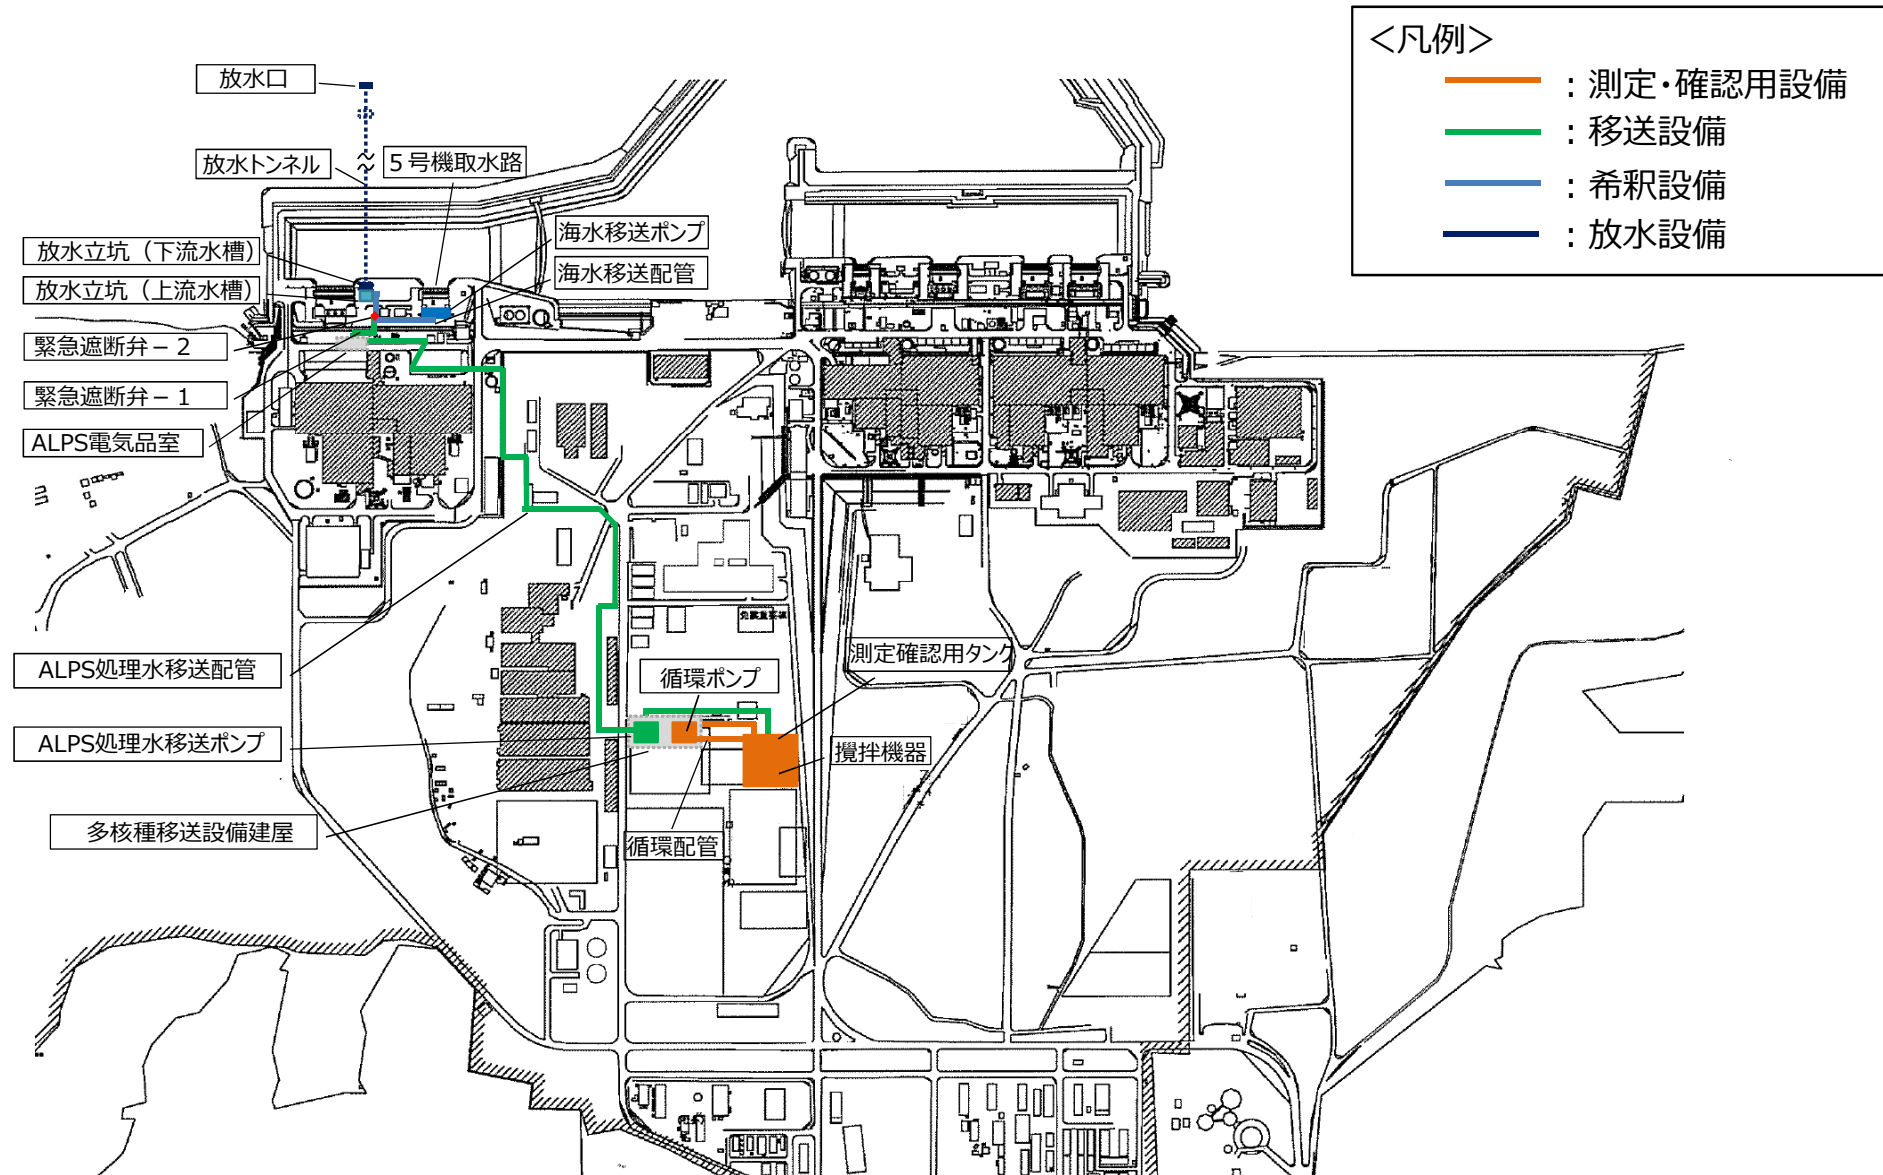 ＜凡例＞
：測定・確認用設備
：移送設備
：希釈設備
：放水設備
放水口
放水トンネル
５号機取水路
海水移送ポンプ
海水移送配管
放水立坑（下流水槽）
放水立坑（上流水槽）
緊急遮断弁－２
緊急遮断弁－１
ALPS電気品室
ALPS処理水移送配管
測定確認用タンク
循環ポンプ
ALPS処理水移送ポンプ
攪拌機器
多核種移送設備建屋
循環配管